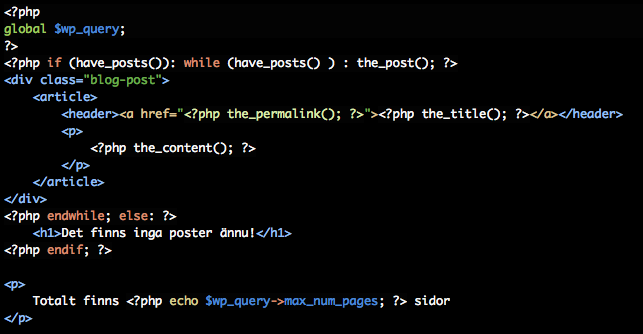 <?php
global $wp_query;
?>
<?php if (have_posts()): while (have_posts() ) : the_post(); ?>
<div class="blog-post">
    <article>
        <header><a href="<?php the_permalink(); ?>"><?php the_title(); ?></a></header>
        <p>
            <?php the_content(); ?>
        </p>
    </article>
</div>
<?php endwhile; else: ?>
    <h1>Det finns inga poster ännu!</h1>
<?php endif; ?>

<p>
    Totalt finns <?php echo $wp_query->max_num_pages; ?> sidor
</p>